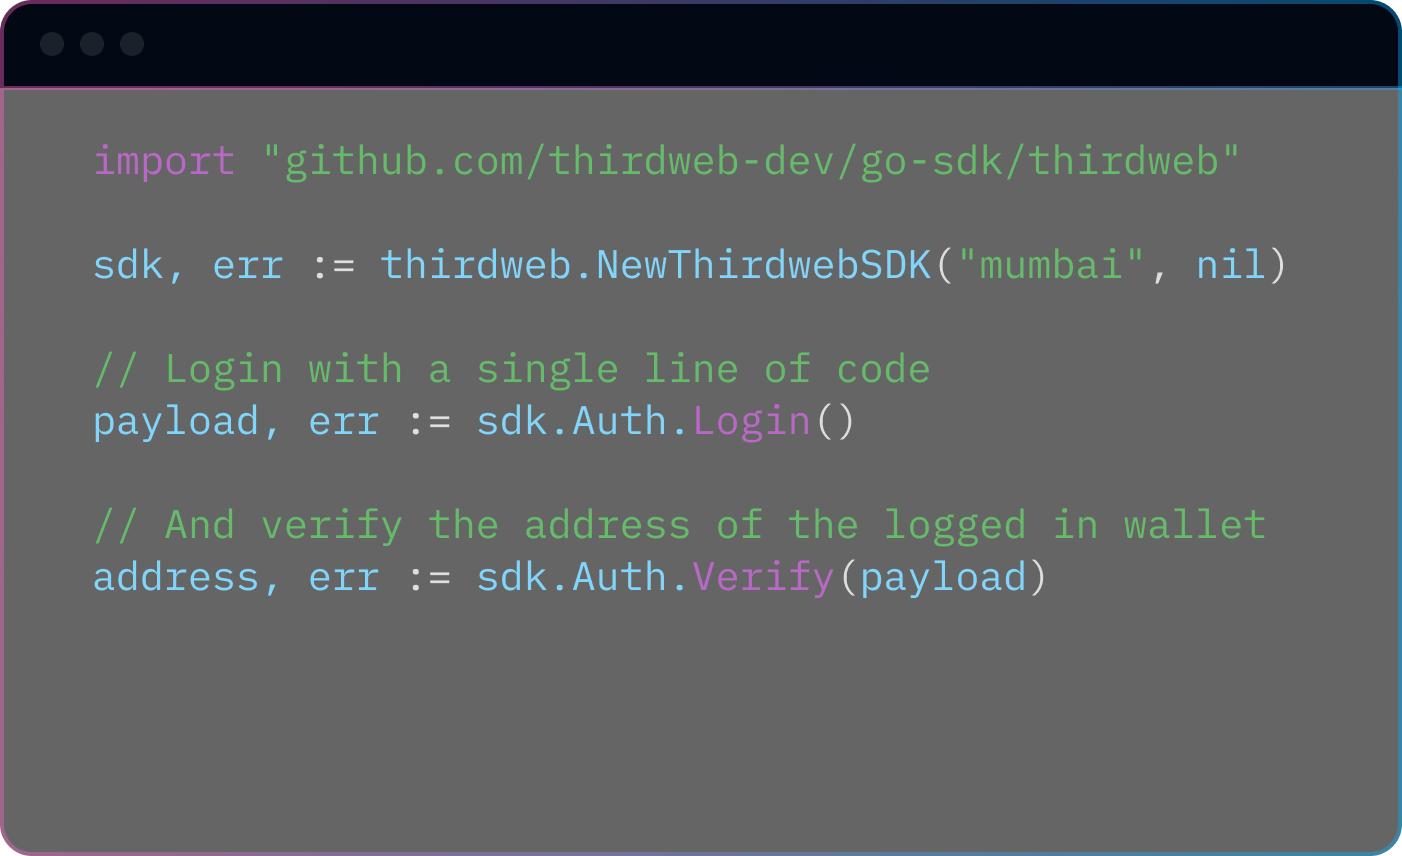 import "github.com/thirdweb-dev/go-sdk/thirdweb"
sdk, err := thirdweb.NewThirdwebSDK("mumbai", nil)
// Login with a single line of code
payload, err := sdk.Auth.Login()
// And verify the address of the logged in wallet
address, err := sdk.Auth.Verify(payload)